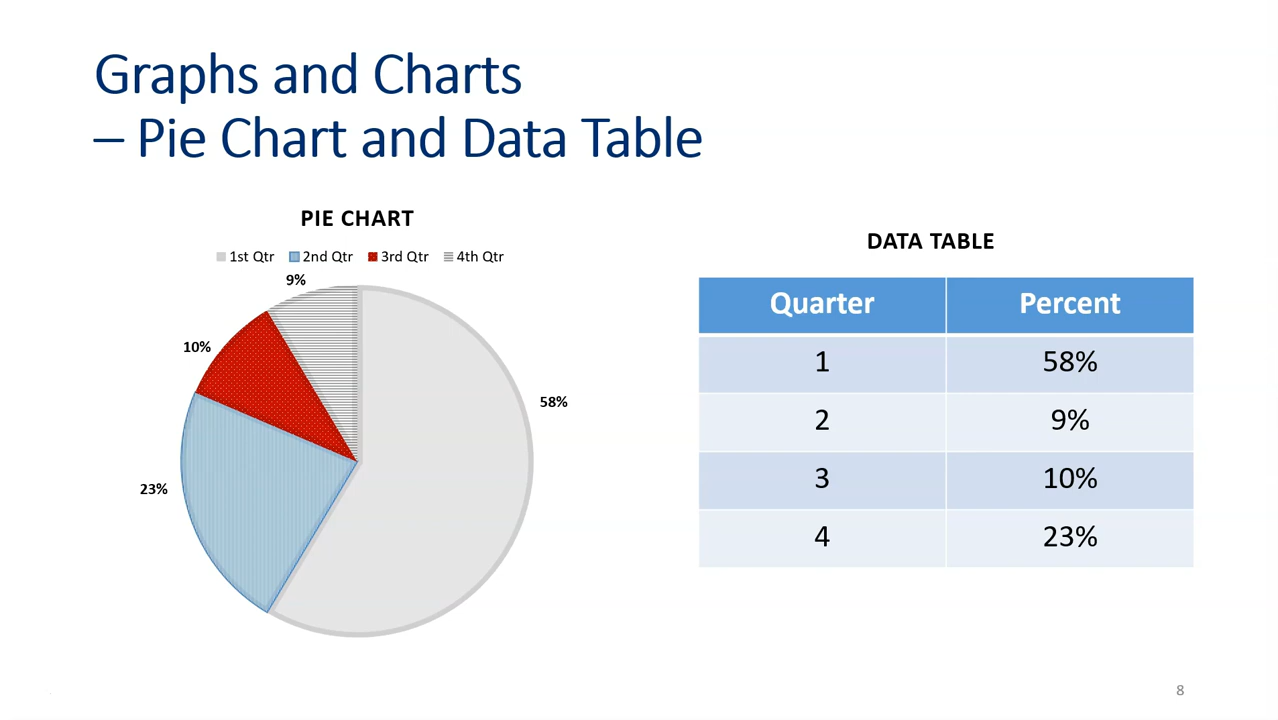 Graphs and Charts
– Pie Chart and Data Table
PIE CHART
1st Qtr 2nd Qtr 3rd Qtr 4th Qtr
9%
10%
58%
23%
DATA TABLE
Quarter Percent
1 58%
2 9%
3 10%
4 23%
8